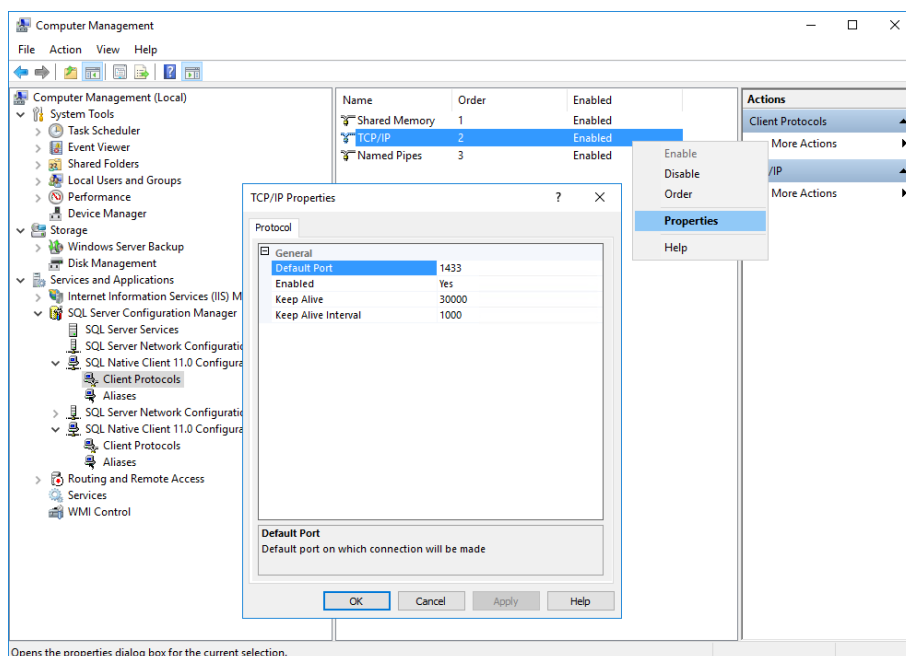 Computer Management
File Action View Help
Computer Management (Local)
System Tools
Task Scheduler
Event Viewer
Shared Folders
Local Users and Groups
Performance
Device Manager
Storage
Windows Server Backup
Disk Management
Services and Applications
Internet Information Services (IIS) M
SQL Server Configuration Manager
SQL Server Services
SQL Server Network Configuratio
SQL Native Client 11.0 Configura
Client Protocols
Aliases
SQL Server Network Configuratio
SQL Native Client 11.0 Configura
Client Protocols
Aliases
Routing and Remote Access
Services
WMI Control
Name Order Enabled
Shared Memory 1 Enabled
TCP/IP 2 Enabled
Named Pipes 3 Enabled
Enable
Disable
Order
Properties
Help
Actions
Client Protocols
More Actions
/IP
More Actions
TCP/IP Properties ?
Protocol
General
Default Port 1433
Enabled Yes
Keep Alive 30000
Keep Alive Interval 1000
Default Port
Default port on which connection will be made
OK Cancel Apply Help
Opens the properties dialog box for the current selection.